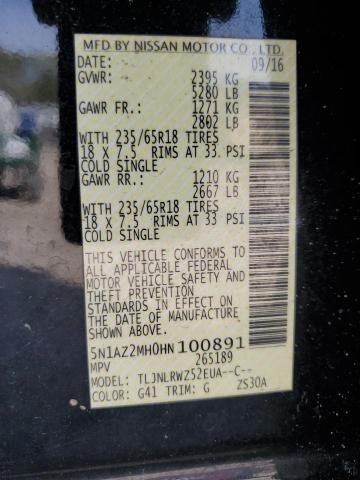 MFD BY NISSAN MOTOR CO., LTD.
DATE: 09/16
GVWR: 2395 KG
5280 LB
GAWR FR.: 1271 KG
2802 LB
WITH 235/65R18 TIRES
18 X 7.5 RIMS AT 33 PSI
COLD SINGLE
GAWR RR.: 1210 KG
2667 LB
WITH 235/65R18 TIRES
18 X 7.5 RIMS AT 33 PSI
COLD SINGLE
THIS VEHICLE CONFORMS TO
ALL APPLICABLE FEDERAL
MOTOR VEHICLE SAFETY AND
THEFT PREVENTION
STANDARDS IN EFFECT ON
THE DATE OF MANUFACTURE
SHOWN ABOVE.
5N1AZ2MH0HN100891
MPV 265189
MODEL: TLJNLRWZ52EUA--C--
COLOR: G41 TRIM: G ZS30A